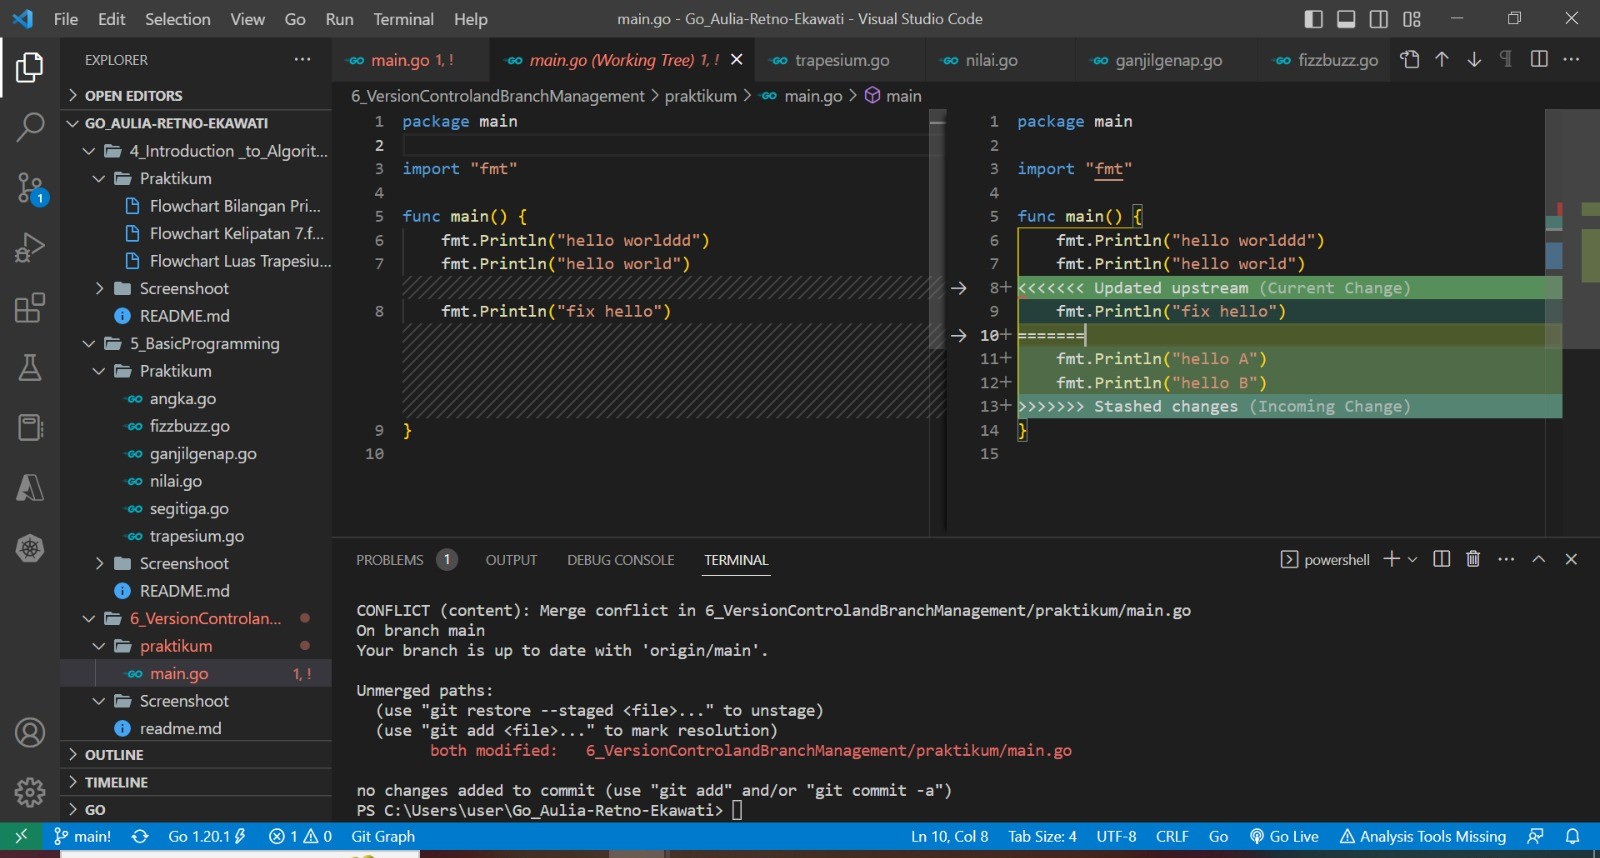 File Edit Selection View Go Run Terminal Help
main.go - Go_Aulia-Retno-Ekawati - Visual Studio Code
EXPLORER
OPEN EDITORS
GO_AULIA-RETNO-EKAWATI
4_Introduction _to_Algorit...
Praktikum
Flowchart Bilangan Pri...
Flowchart Kelipatan 7.f...
Flowchart Luas Trapesiu...
Screenshoot
README.md
5_BasicProgramming
Praktikum
angka.go
fizzbuzz.go
ganjilgenap.go
nilai.go
segitiga.go
trapesium.go
Screenshoot
README.md
6_VersionControlan...
praktikum
main.go 1, !
Screenshoot
readme.md
OUTLINE
TIMELINE
GO
1
main.go 1, !
main.go (Working Tree) 1, !
trapesium.go
nilai.go
ganjilgenap.go
fizzbuzz.go
6_VersionControlandBranchManagement > praktikum > main.go > main
1 package main
2
3 import "fmt"
4
5 func main() {
6 fmt.Println("hello worlddd")
7 fmt.Println("hello world")
8 fmt.Println("fix hello")
9 }
10
1 package main
2
3 import "fmt"
4
5 func main() {
6 fmt.Println("hello worlddd")
7 fmt.Println("hello world")
8+ <<<<<<< Updated upstream (Current Change)
9 fmt.Println("fix hello")
10+ =======
11+ fmt.Println("hello A")
12+ fmt.Println("hello B")
13+ >>>>>>> Stashed changes (Incoming Change)
14 }
15
PROBLEMS 1 OUTPUT DEBUG CONSOLE TERMINAL
powershell
CONFLICT (content): Merge conflict in 6_VersionControlandBranchManagement/praktikum/main.go
On branch main
Your branch is up to date with 'origin/main'.
Unmerged paths:
(use "git restore --staged <file>..." to unstage)
(use "git add <file>..." to mark resolution)
both modified: 6_VersionControlandBranchManagement/praktikum/main.go
no changes added to commit (use "git add" and/or "git commit -a")
PS C:\Users\user\Go_Aulia-Retno-Ekawati>
main! Go 1.20.1 1 0 Git Graph
Ln 10, Col 8 Tab Size: 4 UTF-8 CRLF Go Go Live Analysis Tools Missing